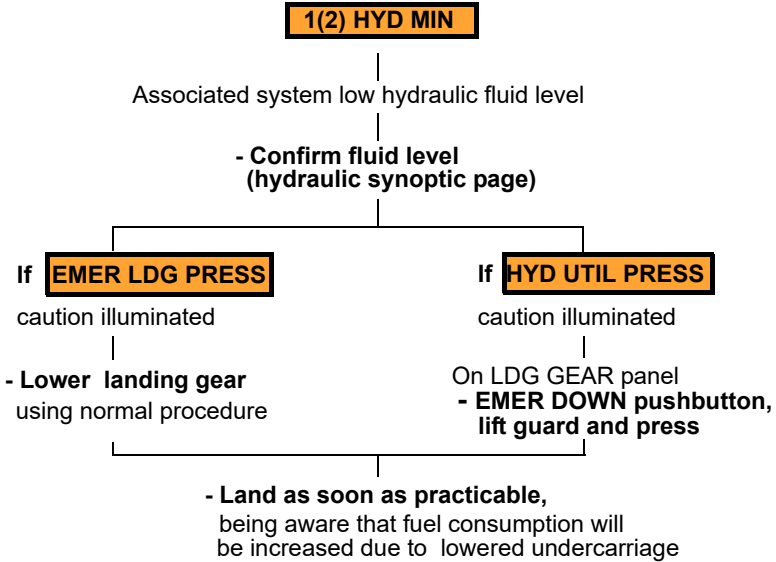 1(2) HYD MIN
Associated system low hydraulic fluid level
- Confirm fluid level
(hydraulic synoptic page)
If EMER LDG PRESS
caution illuminated
- Lower landing gear
using normal procedure
If HYD UTIL PRESS
caution illuminated
On LDG GEAR panel
- EMER DOWN pushbutton,
lift guard and press
- Land as soon as practicable,
being aware that fuel consumption will
be increased due to lowered undercarriage